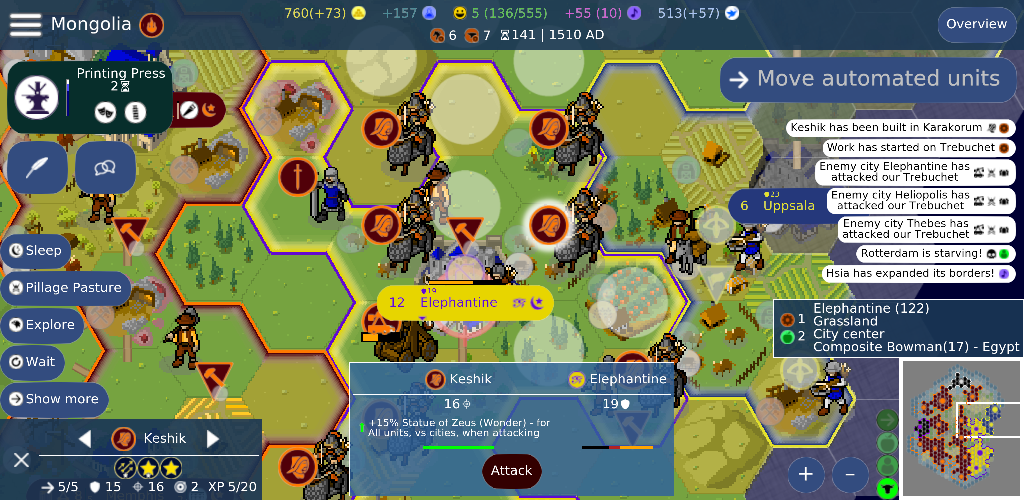 Mongolia
760(+73)
+157
5 (136/555)
+55 (10)
513(+57)
6
7
141 | 1510 AD
Overview
Printing Press
2
Move automated units
Keshik has been built in Karakorum
Work has started on Trebuchet
Enemy city Elephantine has
attacked our Trebuchet
Enemy city Heliopolis has
attacked our Trebuchet
Enemy city Thebes has
attacked our Trebuchet
Rotterdam is starving!
Hsia has expanded its borders!
23
6 Uppsala
Sleep
Pillage Pasture
Explore
Wait
Show more
19
12 Elephantine
Elephantine (122)
1 Grassland
2 City center
Composite Bowman(17) - Egypt
Keshik
Elephantine
16
19
+15% Statue of Zeus (Wonder) - for
All units, vs cities, when attacking
Attack
Keshik
5/5
15
16
2
XP 5/20
+
-